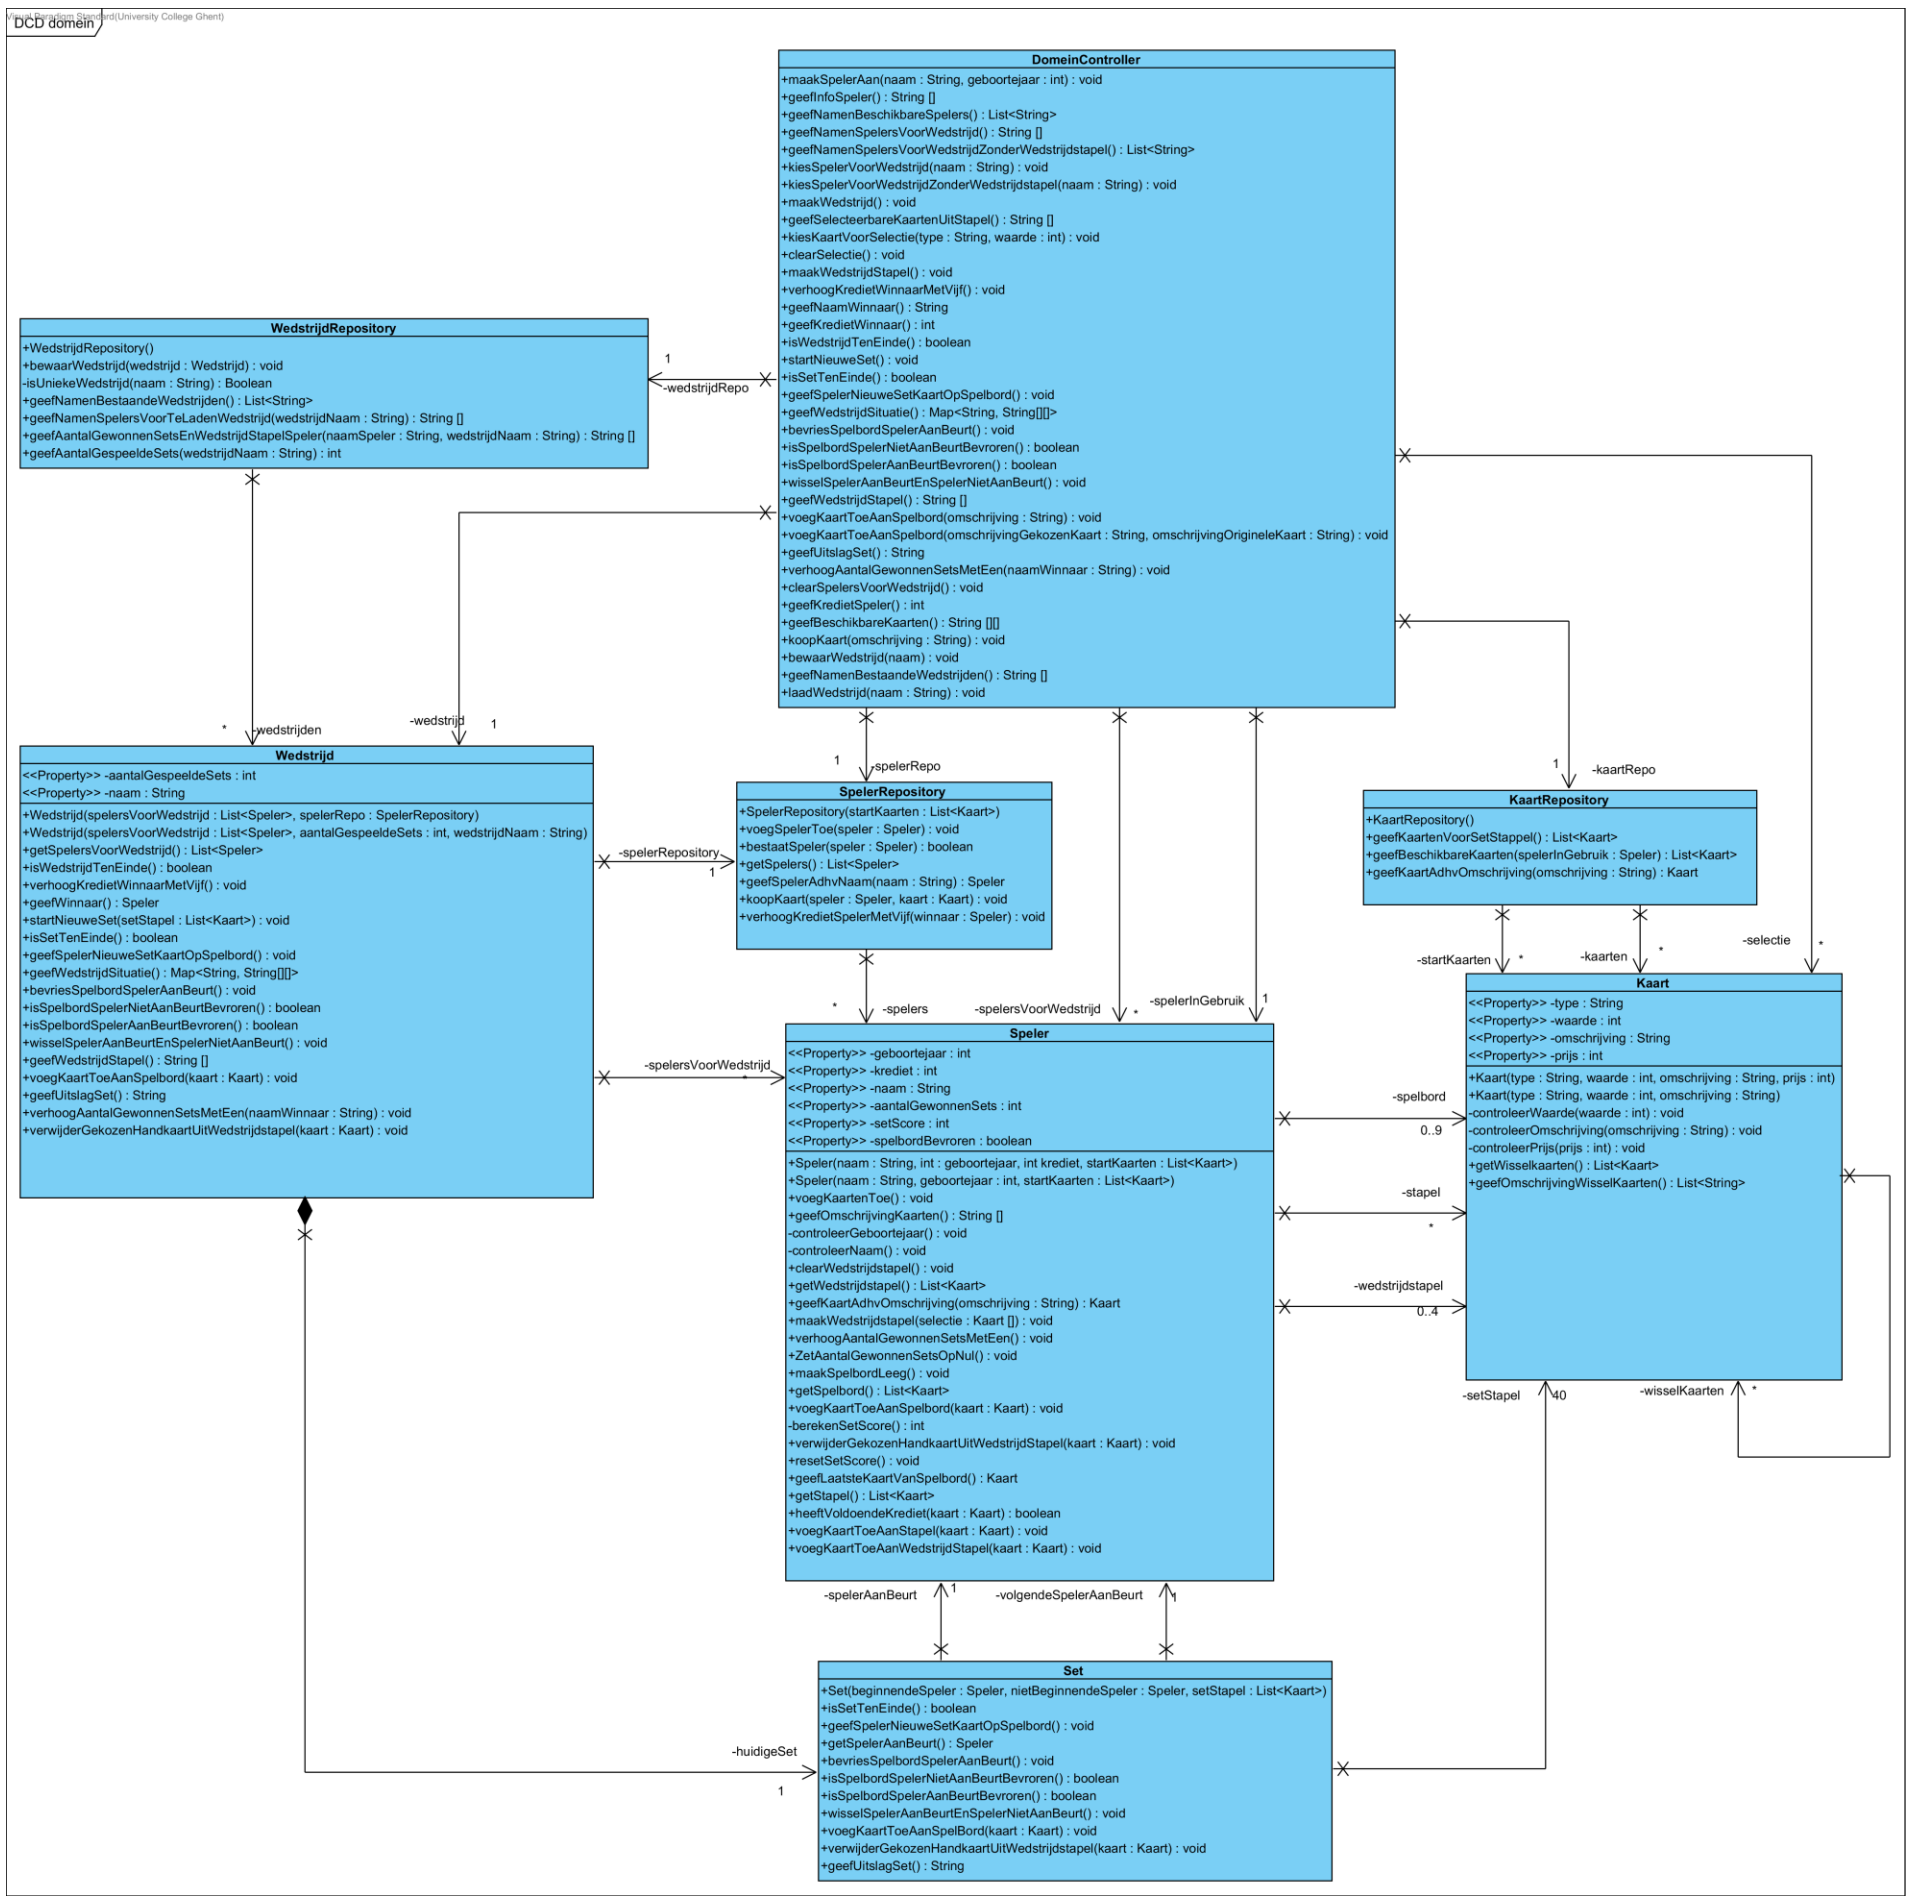 Visual Paradigm Standard(University College Ghent)
DCD domein
DomeinController
+maakSpelerAan(naam : String, geboortejaar : int) : void
+geefInfoSpeler() : String []
+geefNamenBeschikbareSpelers() : List<String>
+geefNamenSpelersVoorWedstrijd() : String []
+geefNamenSpelersVoorWedstrijdZonderWedstrijdstapel() : List<String>
+kiesSpelerVoorWedstrijd(naam : String) : void
+kiesSpelerVoorWedstrijdZonderWedstrijdstapel(naam : String) : void
+maakWedstrijd() : void
+geefSelecteerbareKaartenUitStapel() : String []
+kiesKaartVoorSelectie(type : String, waarde : int) : void
+clearSelectie() : void
+maakWedstrijdStapel() : void
+verhoogKredietWinnaarMetVijf() : void
+geefNaamWinnaar() : String
+geefKredietWinnaar() : int
+isWedstrijdTenEinde() : boolean
+startNieuweSet() : void
+isSetTenEinde() : boolean
+geefSpelerNieuweSetKaartOpSpelbord() : void
+geefWedstrijdSituatie() : Map<String, String[][]>
+bevriesSpelbordSpelerAanBeurt() : void
+isSpelbordSpelerNietAanBeurtBevroren() : boolean
+isSpelbordSpelerAanBeurtBevroren() : boolean
+wisselSpelerAanBeurtEnSpelerNietAanBeurt() : void
+geefWedstrijdStapel() : String []
+voegKaartToeAanSpelbord(omschrijving : String) : void
+voegKaartToeAanSpelbord(omschrijvingGekozenKaart : String, omschrijvingOrigineleKaart : String) : void
+geefUitslagSet() : String
+verhoogAantalGewonnenSetsMetEen(naamWinnaar : String) : void
+clearSpelersVoorWedstrijd() : void
+geefKredietSpeler() : int
+geefBeschikbareKaarten() : String [][]
+koopKaart(omschrijving : String) : void
+bewaarWedstrijd(naam) : void
+geefNamenBestaandeWedstrijden() : String []
+laadWedstrijd(naam : String) : void
WedstrijdRepository
+WedstrijdRepository()
+bewaarWedstrijd(wedstrijd : Wedstrijd) : void
-isUniekeWedstrijd(naam : String) : Boolean
+geefNamenBestaandeWedstrijden() : List<String>
+geefNamenSpelersVoorTeLadenWedstrijd(wedstrijdNaam : String) : String []
+geefAantalGewonnenSetsEnWedstrijdStapelSpeler(naamSpeler : String, wedstrijdNaam : String) : String []
+geefAantalGespeeldeSets(wedstrijdNaam : String) : int
1
-wedstrijdRepo
*
-wedstrijden
-wedstrijd
1
1
-spelerRepo
1
-kaartRepo
Wedstrijd
<<Property>> -aantalGespeeldeSets : int
<<Property>> -naam : String
+Wedstrijd(spelersVoorWedstrijd : List<Speler>, spelerRepo : SpelerRepository)
+Wedstrijd(spelersVoorWedstrijd : List<Speler>, aantalGespeeldeSets : int, wedstrijdNaam : String)
+getSpelersVoorWedstrijd() : List<Speler>
+isWedstrijdTenEinde() : boolean
+verhoogKredietWinnaarMetVijf() : void
+geefWinnaar() : Speler
+startNieuweSet(setStapel : List<Kaart>) : void
+isSetTenEinde() : boolean
+geefSpelerNieuweSetKaartOpSpelbord() : void
+geefWedstrijdSituatie() : Map<String, String[][]>
+bevriesSpelbordSpelerAanBeurt() : void
+isSpelbordSpelerNietAanBeurtBevroren() : boolean
+isSpelbordSpelerAanBeurtBevroren() : boolean
+wisselSpelerAanBeurtEnSpelerNietAanBeurt() : void
+geefWedstrijdStapel() : String []
+voegKaartToeAanSpelbord(kaart : Kaart) : void
+geefUitslagSet() : String
+verhoogAantalGewonnenSetsMetEen(naamWinnaar : String) : void
+verwijderGekozenHandkaartUitWedstrijdstapel(kaart : Kaart) : void
-spelerRepository
1
SpelerRepository
+SpelerRepository(startKaarten : List<Kaart>)
+voegSpelerToe(speler : Speler) : void
+bestaatSpeler(speler : Speler) : boolean
+getSpelers() : List<Speler>
+geefSpelerAdhvNaam(naam : String) : Speler
+koopKaart(speler : Speler, kaart : Kaart) : void
+verhoogKredietSpelerMetVijf(winnaar : Speler) : void
KaartRepository
+KaartRepository()
+geefKaartenVoorSetStappel() : List<Kaart>
+geefBeschikbareKaarten(spelerInGebruik : Speler) : List<Kaart>
+geefKaartAdhvOmschrijving(omschrijving : String) : Kaart
-startKaarten
*
-kaarten
*
-selectie
*
*
-spelers
-spelersVoorWedstrijd
*
-spelerInGebruik
1
-spelersVoorWedstrijd
*
Speler
<<Property>> -geboortejaar : int
<<Property>> -krediet : int
<<Property>> -naam : String
<<Property>> -aantalGewonnenSets : int
<<Property>> -setScore : int
<<Property>> -spelbordBevroren : boolean
+Speler(naam : String, int : geboortejaar, int krediet, startKaarten : List<Kaart>)
+Speler(naam : String, geboortejaar : int, startKaarten : List<Kaart>)
+voegKaartenToe() : void
+geefOmschrijvingKaarten() : String []
-controleerGeboortejaar() : void
-controleerNaam() : void
+clearWedstrijdstapel() : void
+getWedstrijdstapel() : List<Kaart>
+geefKaartAdhvOmschrijving(omschrijving : String) : Kaart
+maakWedstrijdstapel(selectie : Kaart []) : void
+verhoogAantalGewonnenSetsMetEen() : void
+ZetAantalGewonnenSetsOpNul() : void
+maakSpelbordLeeg() : void
+getSpelbord() : List<Kaart>
+voegKaartToeAanSpelbord(kaart : Kaart) : void
-berekenSetScore() : int
+verwijderGekozenHandkaartUitWedstrijdStapel(kaart : Kaart) : void
+resetSetScore() : void
+geefLaatsteKaartVanSpelbord() : Kaart
+getStapel() : List<Kaart>
+heeftVoldoendeKrediet(kaart : Kaart) : boolean
+voegKaartToeAanStapel(kaart : Kaart) : void
+voegKaartToeAanWedstrijdStapel(kaart : Kaart) : void
-spelbord
0..9
-stapel
*
-wedstrijdstapel
0..4
Kaart
<<Property>> -type : String
<<Property>> -waarde : int
<<Property>> -omschrijving : String
<<Property>> -prijs : int
+Kaart(type : String, waarde : int, omschrijving : String, prijs : int)
+Kaart(type : String, waarde : int, omschrijving : String)
-controleerWaarde(waarde : int) : void
-controleerOmschrijving(omschrijving : String) : void
-controleerPrijs(prijs : int) : void
+getWisselkaarten() : List<Kaart>
+geefOmschrijvingWisselKaarten() : List<String>
-setStapel
40
-wisselKaarten
*
-spelerAanBeurt
1
-volgendeSpelerAanBeurt
1
-huidigeSet
1
Set
+Set(beginnendeSpeler : Speler, nietBeginnendeSpeler : Speler, setStapel : List<Kaart>)
+isSetTenEinde() : boolean
+geefSpelerNieuweSetKaartOpSpelbord() : void
+getSpelerAanBeurt() : Speler
+bevriesSpelbordSpelerAanBeurt() : void
+isSpelbordSpelerNietAanBeurtBevroren() : boolean
+isSpelbordSpelerAanBeurtBevroren() : boolean
+wisselSpelerAanBeurtEnSpelerNietAanBeurt() : void
+voegKaartToeAanSpelBord(kaart : Kaart) : void
+verwijderGekozenHandkaartUitWedstrijdstapel(kaart : Kaart) : void
+geefUitslagSet() : String